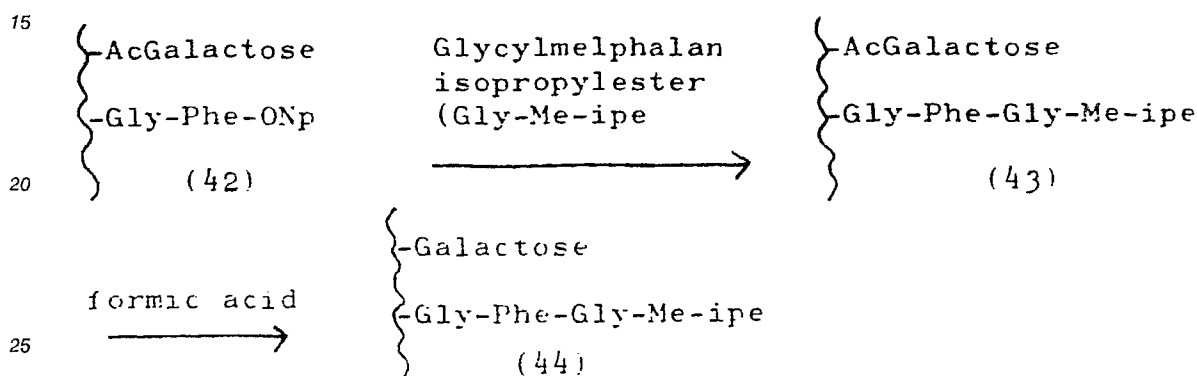 15
AcGalactose Glycylmelphalan AcGalactose
isopropylester
Gly-Phe-ONp (Gly-Me-ipe Gly-Phe-Gly-Me-ipe
20 (42) (43)
Galactose
formic acid
Gly-Phe-Gly-Me-ipe
25 (44)